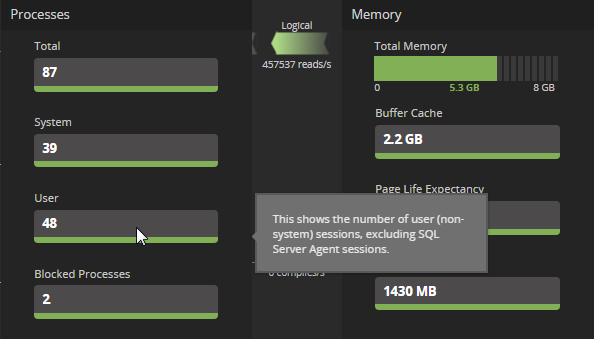 Processes
Total
87
System
39
User
48
Blocked Processes
2
Logical
457537 reads/s
Memory
Total Memory
0 5.3 GB 8 GB
Buffer Cache
2.2 GB
Page Life Expectancy
This shows the number of user (non-
system) sessions, excluding SQL
Server Agent sessions.
1430 MB